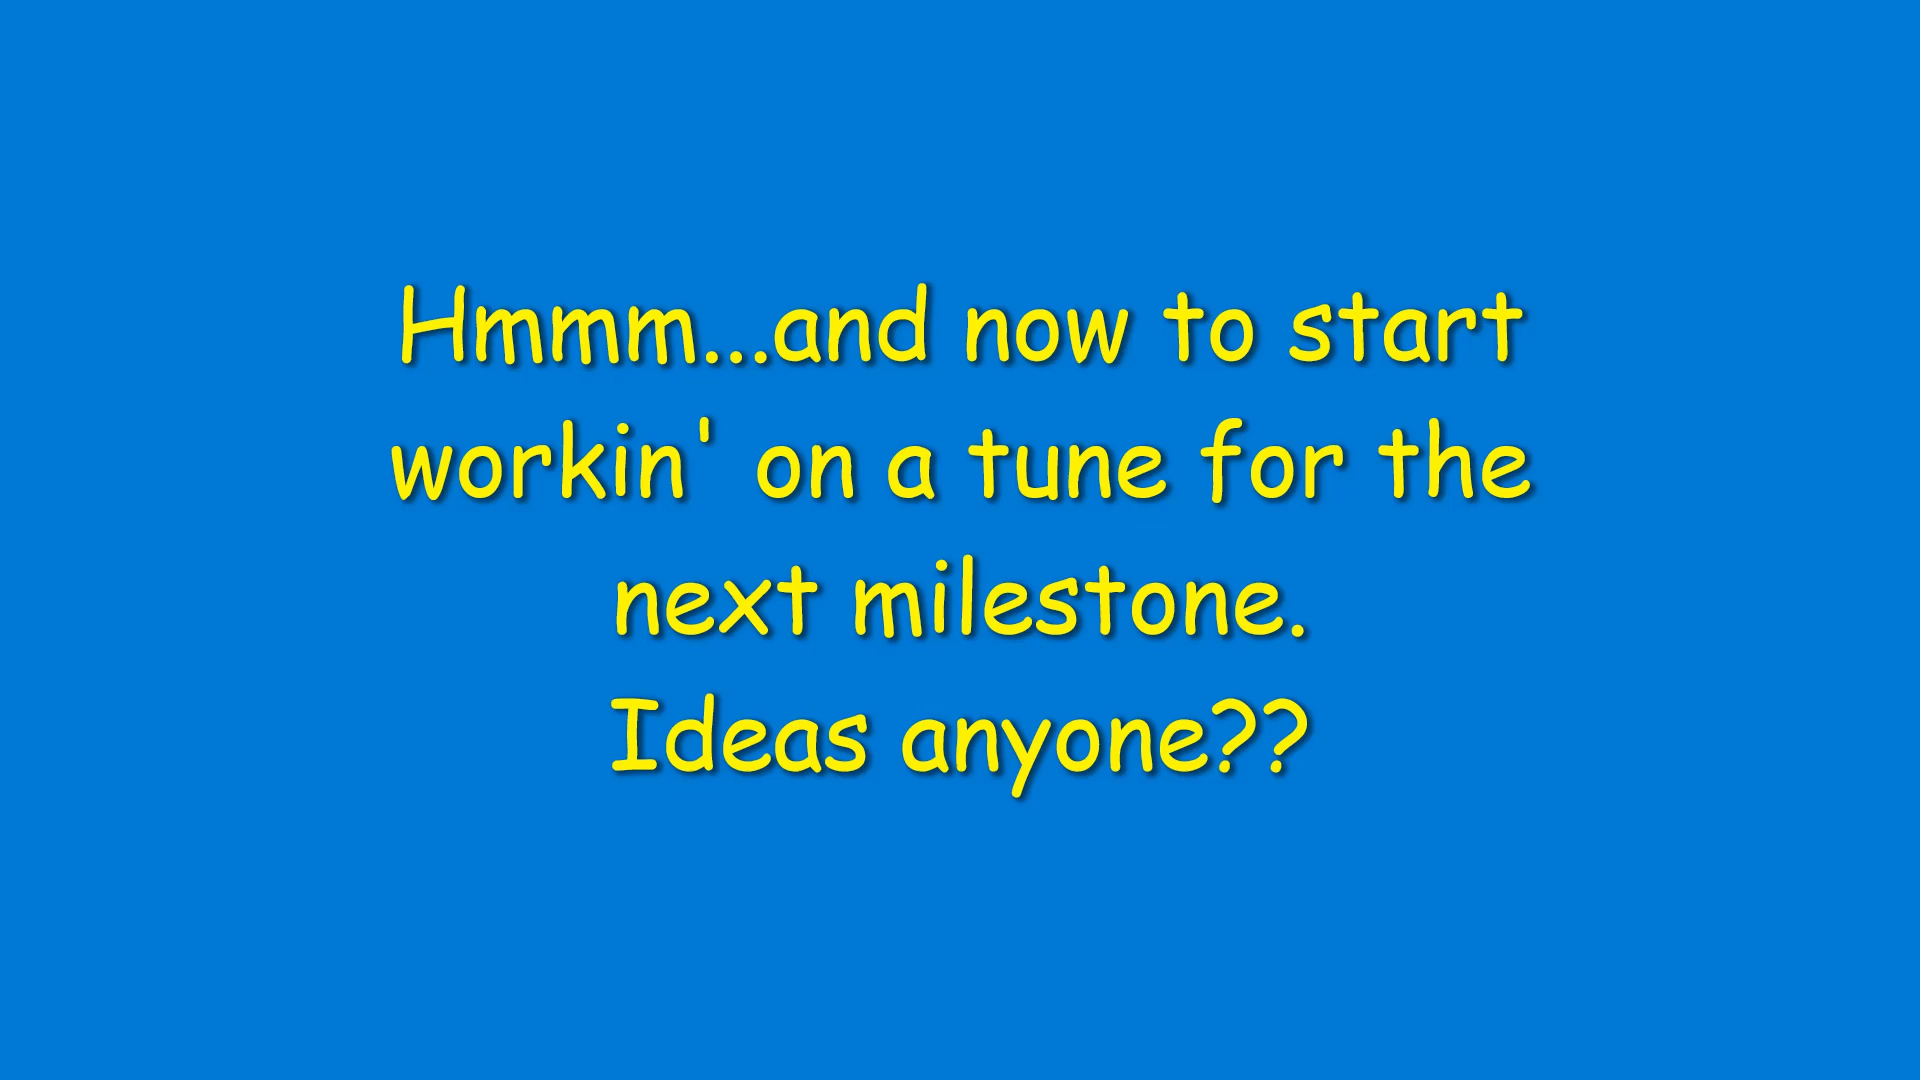 Hmmm...and now to start
workin' on a tune for the
next milestone.
Ideas anyone??